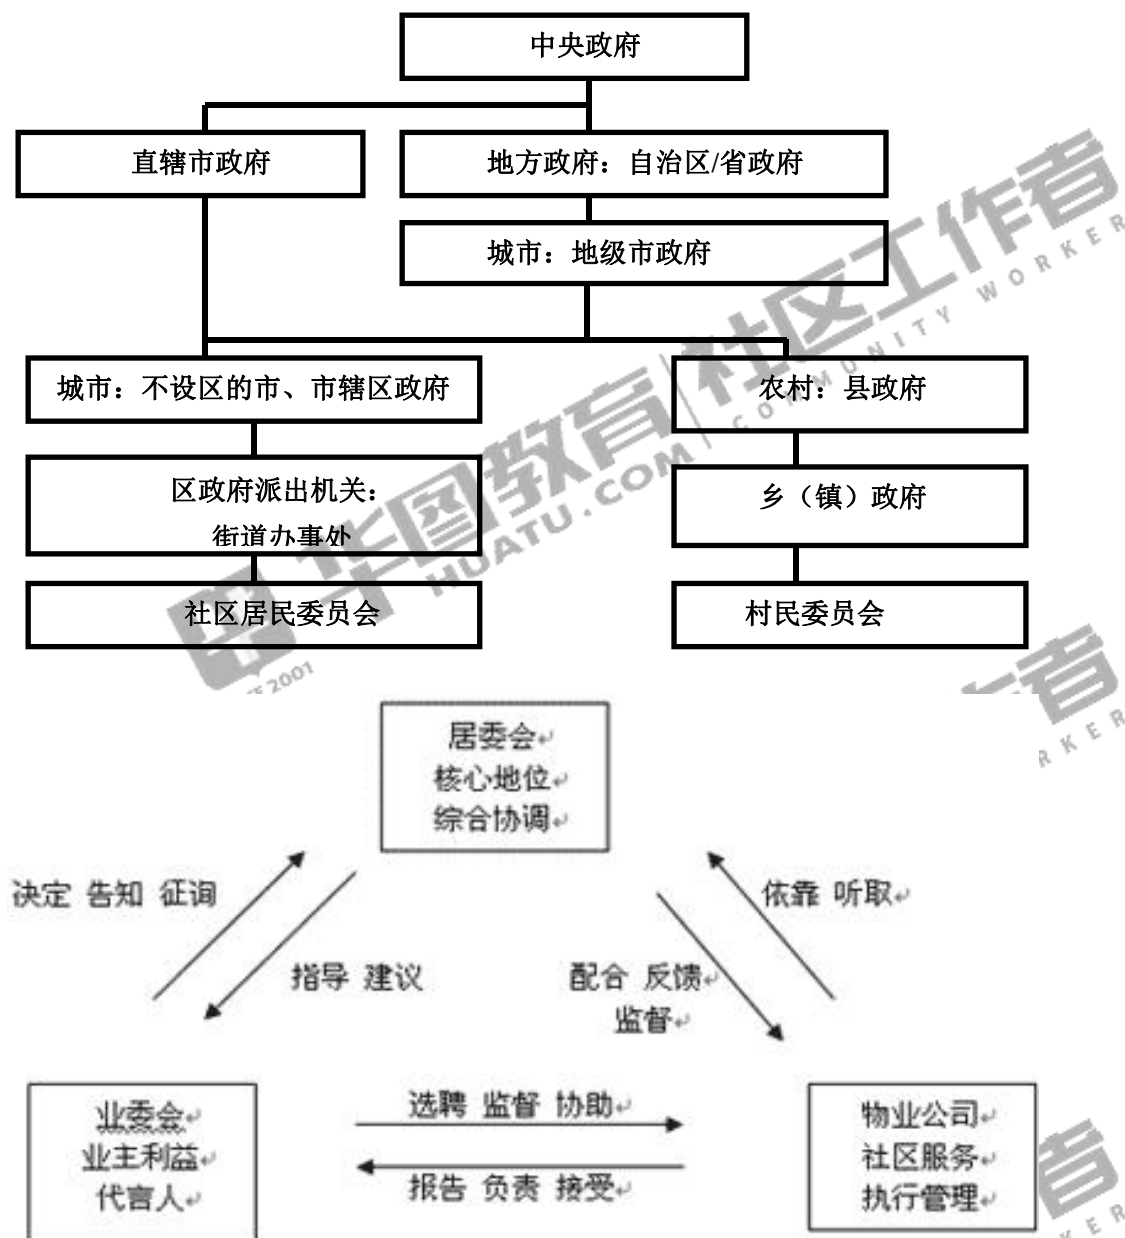 中央政府
直辖市政府
地方政府：自治区/省政府
城市：地级市政府
城市：不设区的市、市辖区政府
农村：县政府
区政府派出机关：
街道办事处
乡（镇）政府
社区居民委员会
村民委员会
华图教育
HUATU.COM
社区工作者
COMMUNITY WORKER
2001
居委会
核心地位
综合协调
决定 告知 征询
依靠 听取
指导 建议
配合 反馈
监督
业委会
业主利益
代言人
选聘 监督 协助
报告 负责 接受
物业公司
社区服务
执行管理
作者
RKER
者
KER